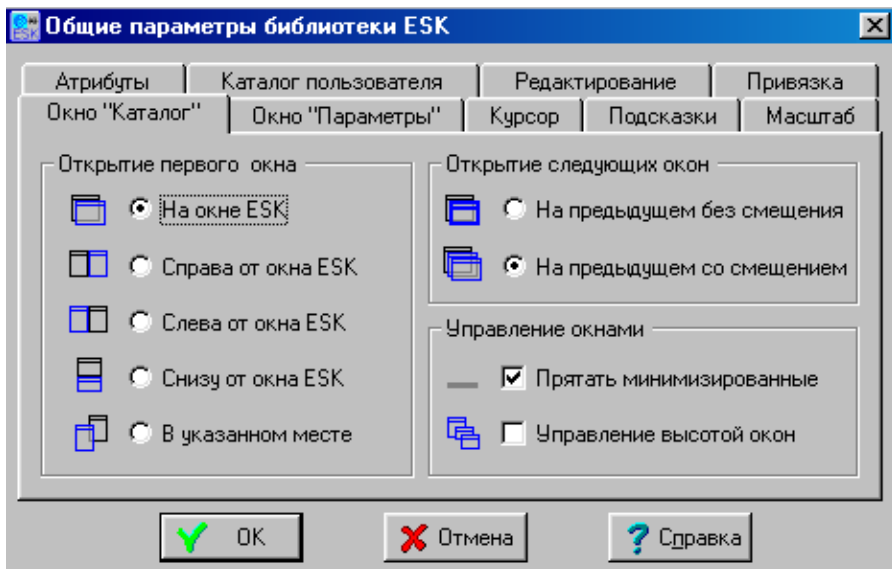 Общие параметры библиотеки ESK
Атрибуты
Каталог пользователя
Редактирование
Привязка
Окно "Каталог"
Окно "Параметры"
Курсор
Подсказки
Масштаб
Открытие первого окна
На окне ESK
Справа от окна ESK
Слева от окна ESK
Снизу от окна ESK
В указанном месте
Открытие следующих окон
На предыдущем без смещения
На предыдущем со смещением
Управление окнами
Прятать минимизированные
Управление высотой окон
OK
Отмена
Справка